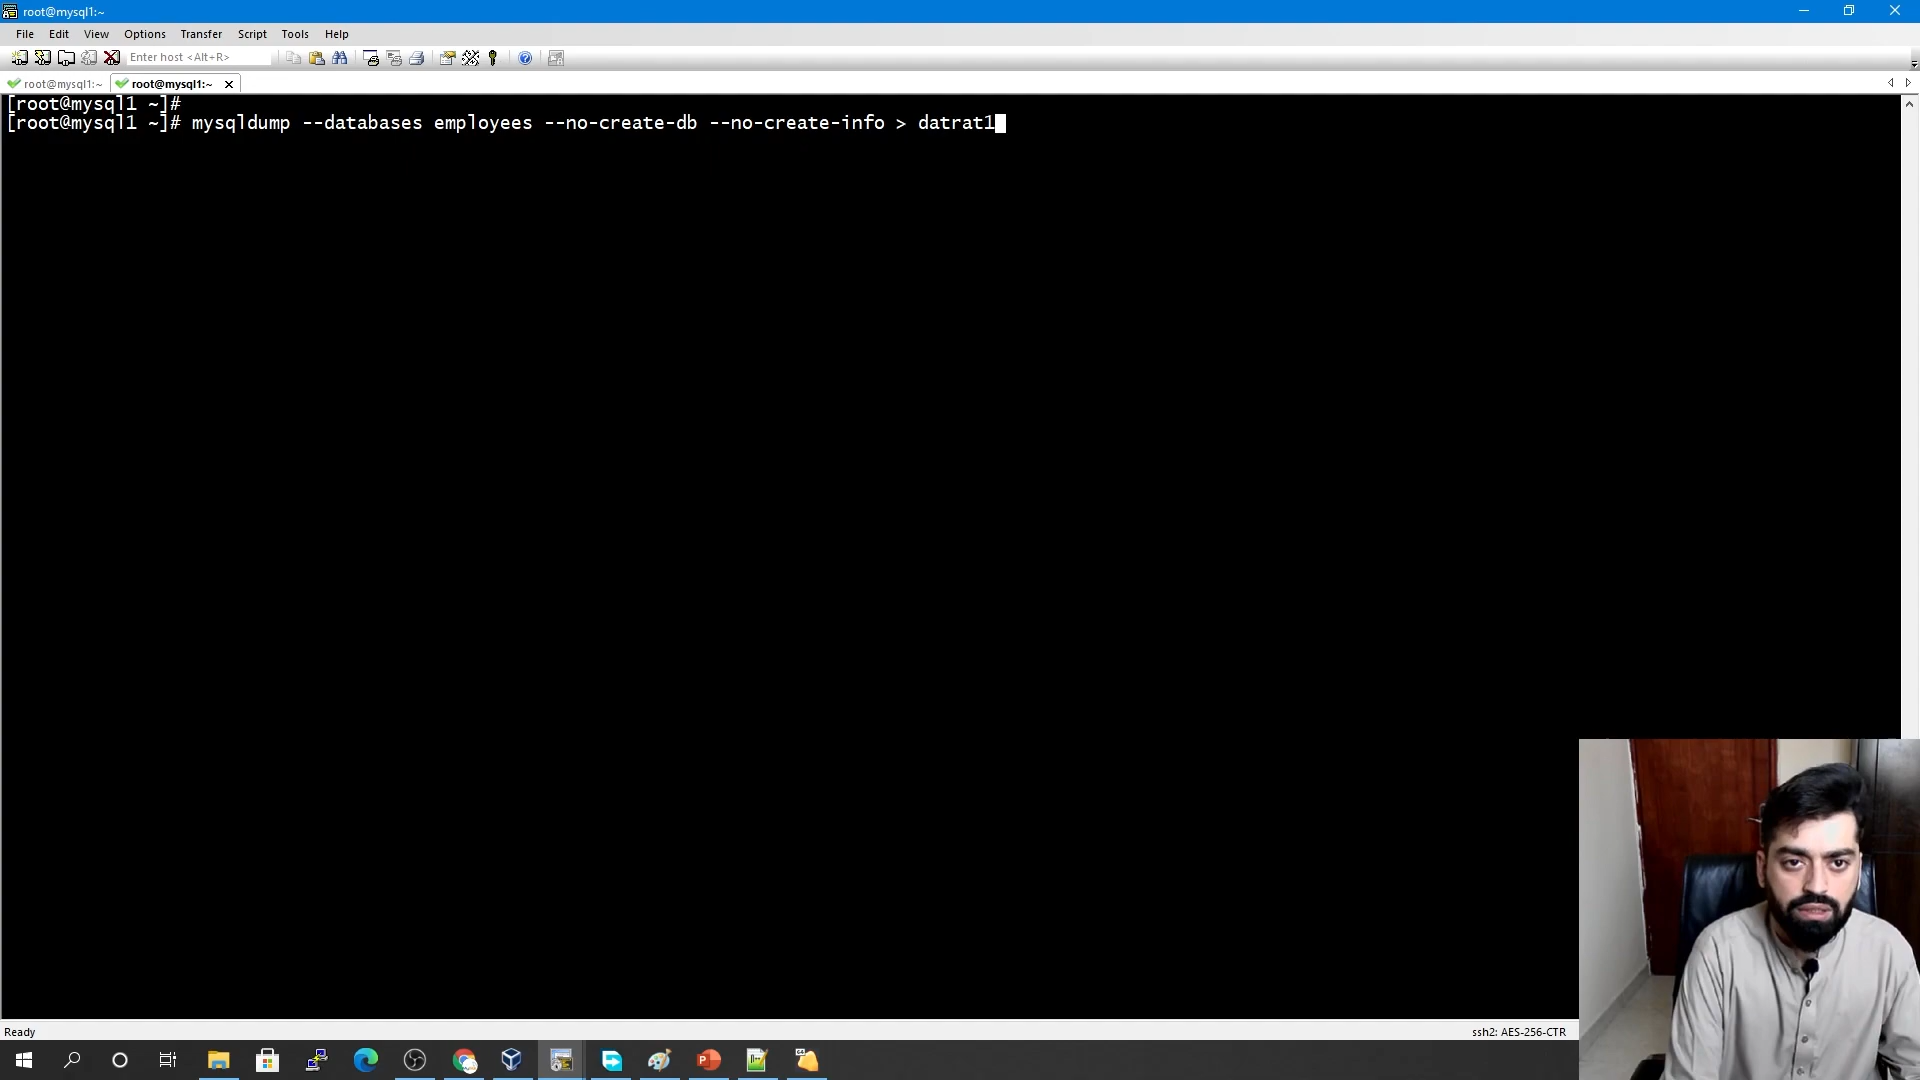 root@mysql1:~
File Edit View Options Transfer Script Tools Help
Enter host <Alt+R>
root@mysql1:~ root@mysql1:~
[root@mysql1 ~]#
[root@mysql1 ~]# mysqldump --databases employees --no-create-db --no-create-info > datrat1
Ready ssh2: AES-256-CTR